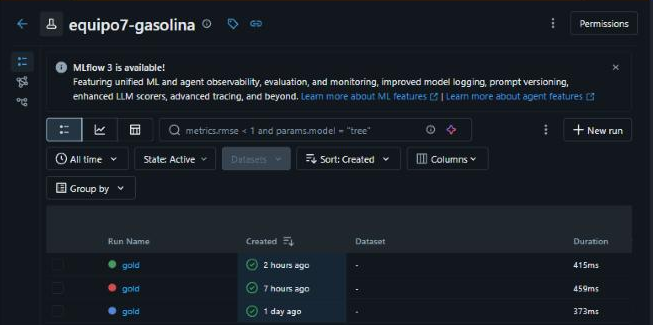 equipo7-gasolina
Permissions
MLflow 3 is available!
Featuring unified ML and agent observability, evaluation, and monitoring, improved model logging, prompt versioning,
enhanced LLM scorers, advanced tracing, and beyond. Learn more about ML features | Learn more about agent features
metrics.rmse < 1 and params.model = "tree"
+ New run
All time
State: Active
Datasets
Sort: Created
Columns
Group by
Run Name Created Dataset Duration
gold 2 hours ago - 415ms
gold 7 hours ago - 459ms
gold 1 day ago - 373ms